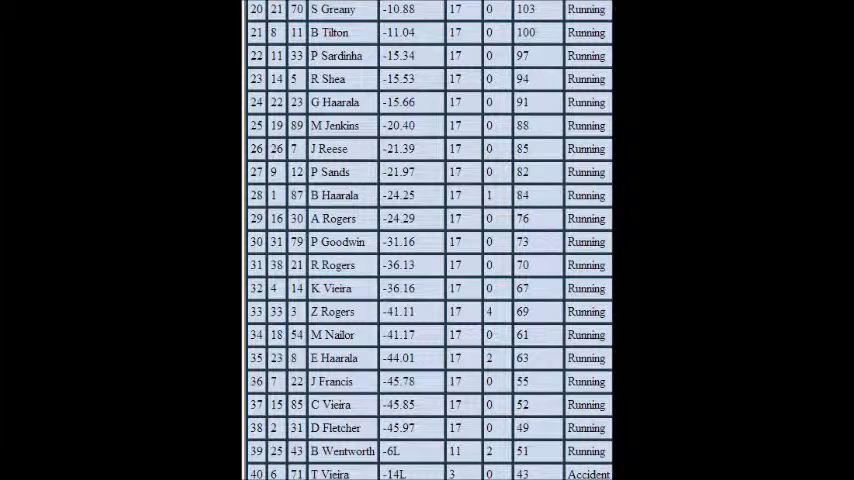 20 21 70 S Greany -10.88 17 0 103 Running
21 8 11 B Tilton -11.04 17 0 100 Running
22 11 33 P Sardinha -15.34 17 0 97 Running
23 14 5 R Shea -15.53 17 0 94 Running
24 22 23 G Haarala -15.66 17 0 91 Running
25 19 89 M Jenkins -20.40 17 0 88 Running
26 26 7 J Reese -21.39 17 0 85 Running
27 9 12 P Sands -21.97 17 0 82 Running
28 1 87 B Haarala -24.25 17 1 84 Running
29 16 30 A Rogers -24.29 17 0 76 Running
30 31 79 P Goodwin -31.16 17 0 73 Running
31 38 21 R Rogers -36.13 17 0 70 Running
32 4 14 K Vieira -36.16 17 0 67 Running
33 33 3 Z Rogers -41.11 17 4 69 Running
34 18 54 M Nailor -41.17 17 0 61 Running
35 23 8 E Haarala -44.01 17 2 63 Running
36 7 22 J Francis -45.78 17 0 55 Running
37 15 85 C Vieira -45.85 17 0 52 Running
38 2 31 D Fletcher -45.97 17 0 49 Running
39 25 43 B Wentworth -6L 11 2 51 Running
40 6 71 T Vieira -14L 3 0 43 Accident